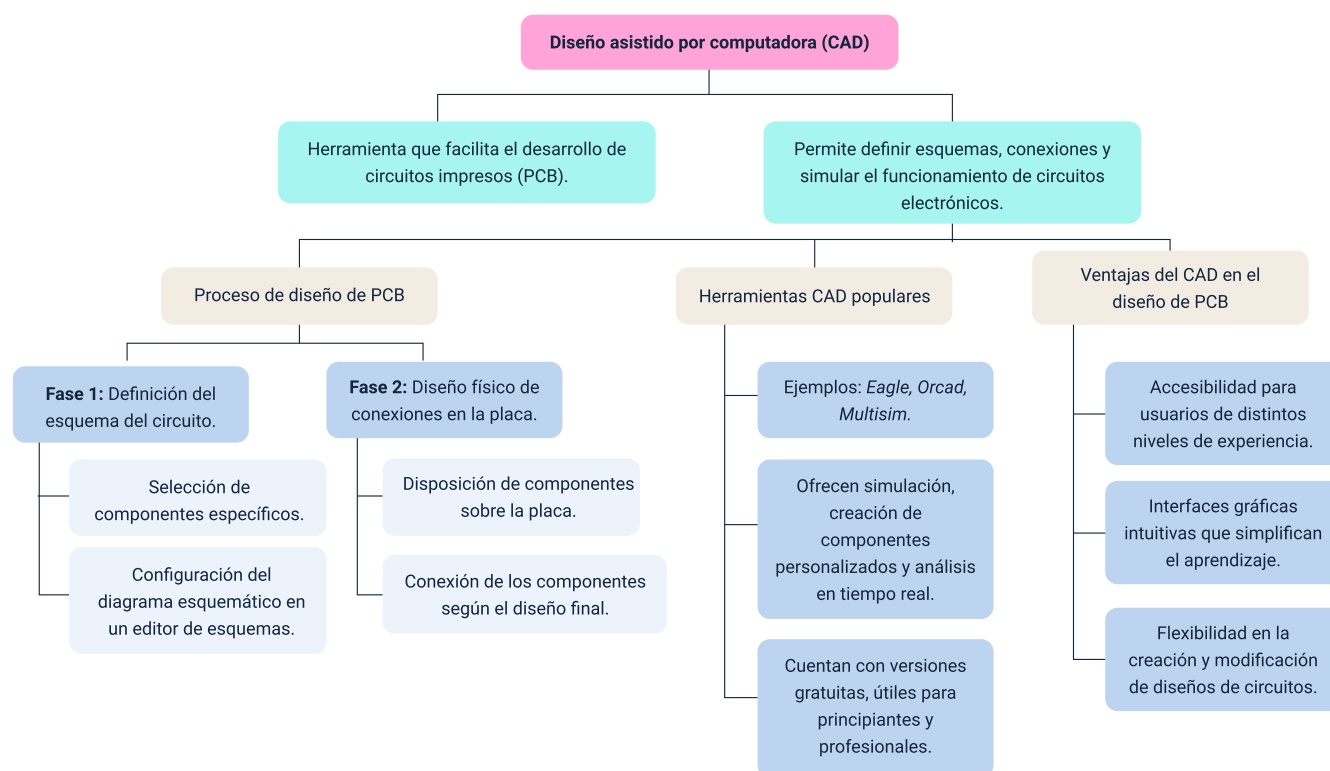 Diseño asistido por computadora (CAD)
Herramienta que facilita el desarrollo de
circuitos impresos (PCB).
Permite definir esquemas, conexiones y
simular el funcionamiento de circuitos
electrónicos.
Proceso de diseño de PCB
Fase 1: Definición del
esquema del circuito.
Selección de
componentes específicos.
Configuración del
diagrama esquemático en
un editor de esquemas.
Fase 2: Diseño físico de
conexiones en la placa.
Disposición de componentes
sobre la placa.
Conexión de los componentes
según el diseño final.
Herramientas CAD populares
Ejemplos: Eagle, Orcad,
Multisim.
Ofrecen simulación,
creación de
componentes
personalizados y análisis
en tiempo real.
Cuentan con versiones
gratuitas, útiles para
principiantes y
profesionales.
Ventajas del CAD en el
diseño de PCB
Accesibilidad para
usuarios de distintos
niveles de experiencia.
Interfaces gráficas
intuitivas que simplifican
el aprendizaje.
Flexibilidad en la
creación y modificación
de diseños de circuitos.